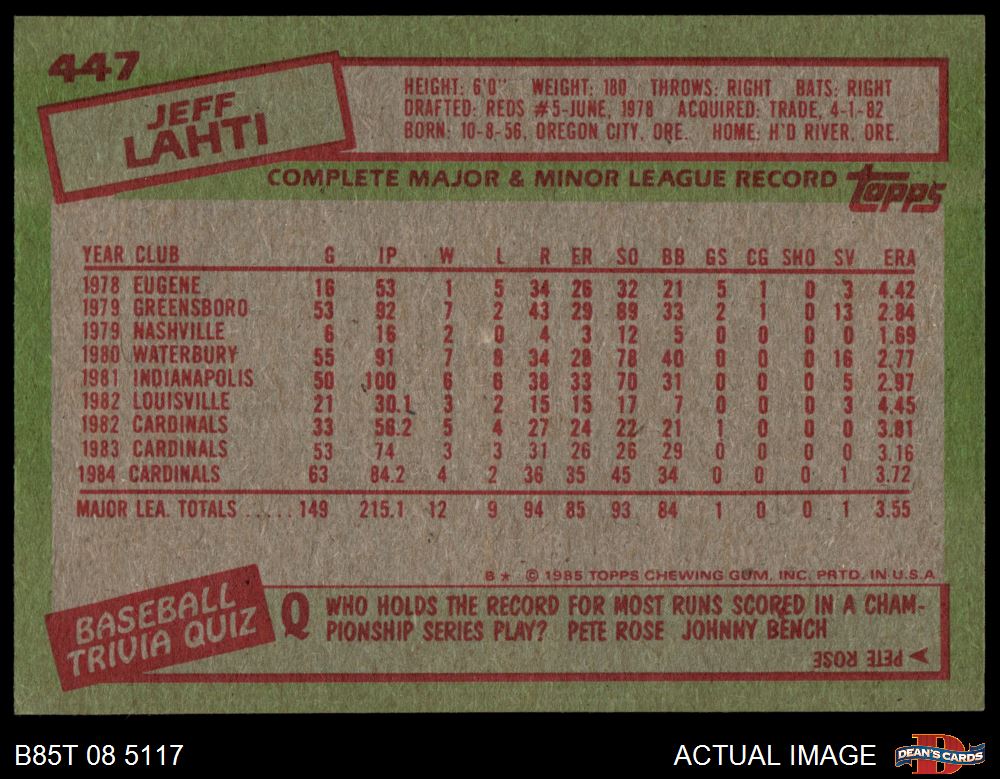 447
JEFF
LAHTI
HEIGHT: 6'0" WEIGHT: 180 THROWS: RIGHT BATS: RIGHT
DRAFTED: REDS #5-JUNE, 1978 ACQUIRED: TRADE, 4-1-82
BORN: 10-8-56, OREGON CITY, ORE. HOME: H'D RIVER, ORE.
COMPLETE MAJOR & MINOR LEAGUE RECORD topps
YEAR CLUB G IP W L R ER SO BB GS CG SHO SV ERA
1978 EUGENE 16 53 1 5 34 26 32 21 5 1 0 3 4.42
1979 GREENSBORO 53 92 7 2 43 29 89 33 2 1 0 13 2.84
1979 NASHVILLE 6 16 2 0 4 3 12 5 0 0 0 0 1.69
1980 WATERBURY 55 91 7 8 34 28 78 40 0 0 0 16 2.77
1981 INDIANAPOLIS 50 100 6 6 38 33 70 31 0 0 0 5 2.97
1982 LOUISVILLE 21 30.1 3 2 15 15 17 7 0 0 0 3 4.45
1982 CARDINALS 33 56.2 5 4 27 24 22 21 1 0 0 0 3.81
1983 CARDINALS 53 74 3 3 31 26 26 29 0 0 0 0 3.16
1984 CARDINALS 63 84.2 4 2 36 35 45 34 0 0 0 1 3.72
MAJOR LEA. TOTALS ...... 149 215.1 12 9 94 85 93 84 1 0 0 1 3.55
B★ © 1985 TOPPS CHEWING GUM, INC. PRTD. IN U.S.A.
BASEBALL
TRIVIA QUIZ
Q WHO HOLDS THE RECORD FOR MOST RUNS SCORED IN A CHAM-
PIONSHIP SERIES PLAY? PETE ROSE JOHNNY BENCH
PETE ROSE
B85T 08 5117
ACTUAL IMAGE
D
DEAN'S CARDS